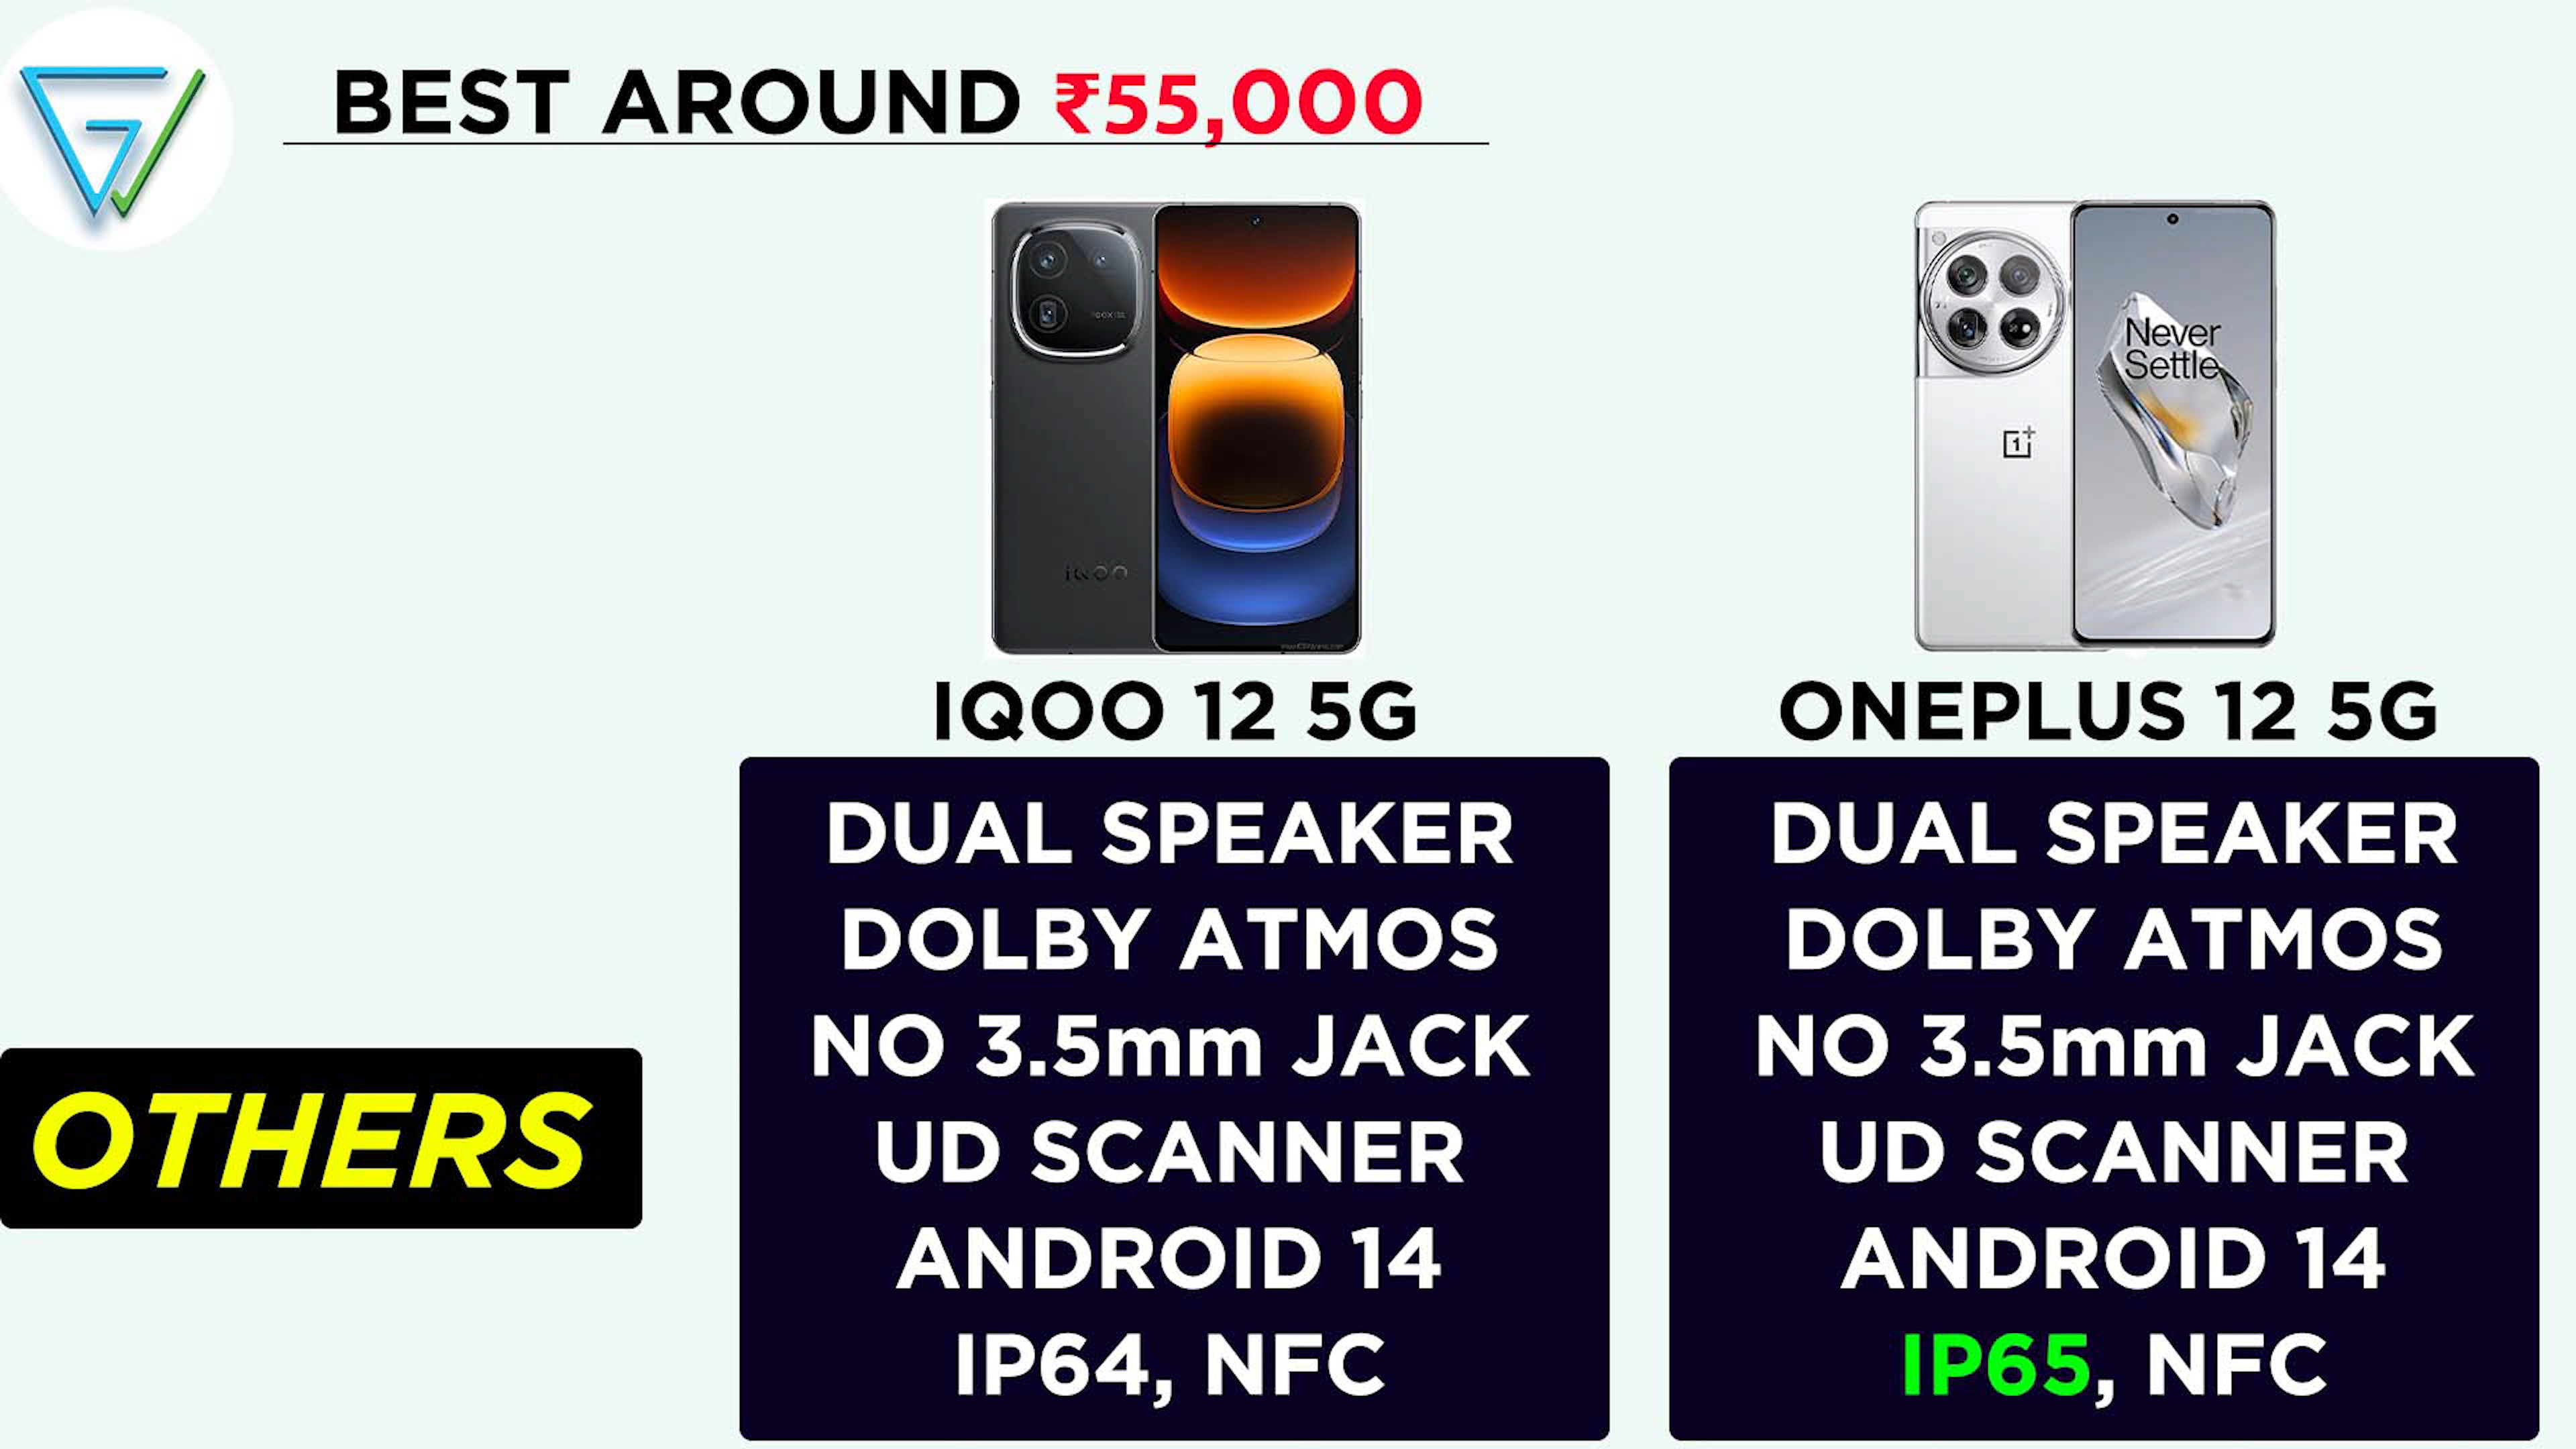 BEST AROUND ₹55,000
Never
Settle
iQOO
IQOO 12 5G
ONEPLUS 12 5G
DUAL SPEAKER
DOLBY ATMOS
NO 3.5mm JACK
UD SCANNER
ANDROID 14
IP64, NFC
DUAL SPEAKER
DOLBY ATMOS
NO 3.5mm JACK
UD SCANNER
ANDROID 14
IP65, NFC
OTHERS